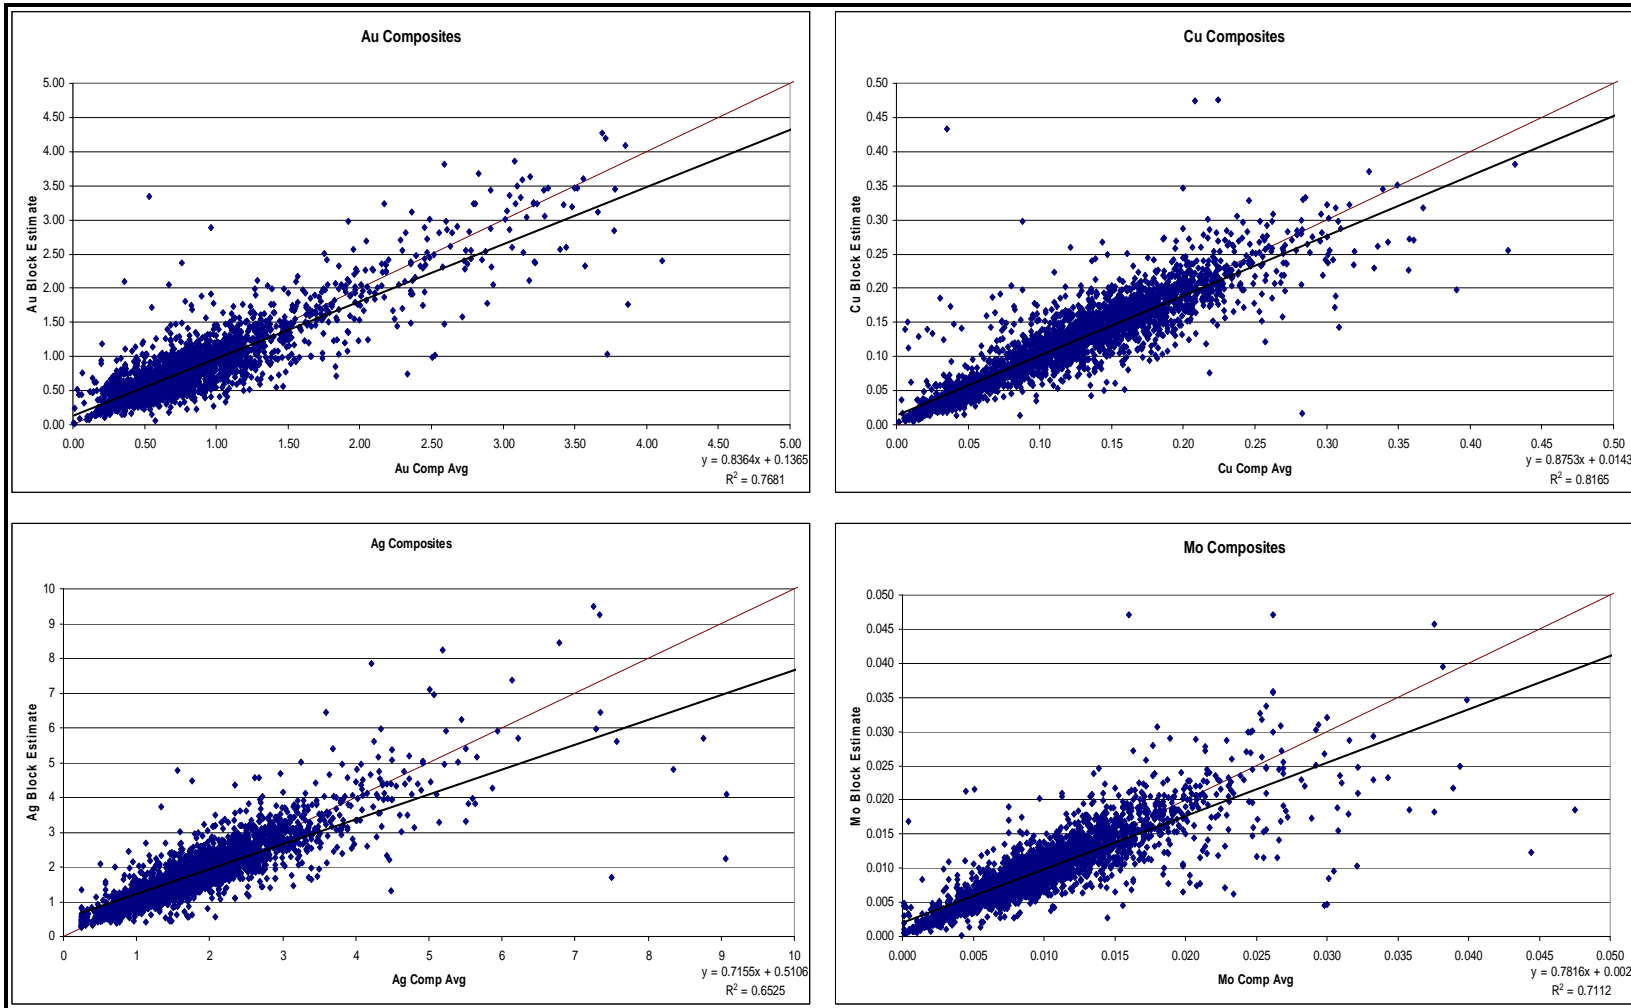 Au Composites
Au Block Estimate
5.00
4.50
4.00
3.50
3.00
2.50
2.00
1.50
1.00
0.50
0.00
0.00 0.50 1.00 1.50 2.00 2.50 3.00 3.50 4.00 4.50 5.00
Au Comp Avg
y = 0.8364x + 0.1365
R² = 0.7681
Cu Composites
Cu Block Estimate
0.50
0.45
0.40
0.35
0.30
0.25
0.20
0.15
0.10
0.05
0.00
0.00 0.05 0.10 0.15 0.20 0.25 0.30 0.35 0.40 0.45 0.50
Cu Comp Avg
y = 0.8753x + 0.0143
R² = 0.8165
Ag Composites
Ag Block Estimate
10
9
8
7
6
5
4
3
2
1
0
0 1 2 3 4 5 6 7 8 9 10
Ag Comp Avg
y = 0.7155x + 0.5106
R² = 0.6525
Mo Composites
Mo Block Estimate
0.050
0.045
0.040
0.035
0.030
0.025
0.020
0.015
0.010
0.005
0.000
0.000 0.005 0.010 0.015 0.020 0.025 0.030 0.035 0.040 0.045 0.050
Mo Comp Avg
y = 0.7816x + 0.002
R² = 0.7112